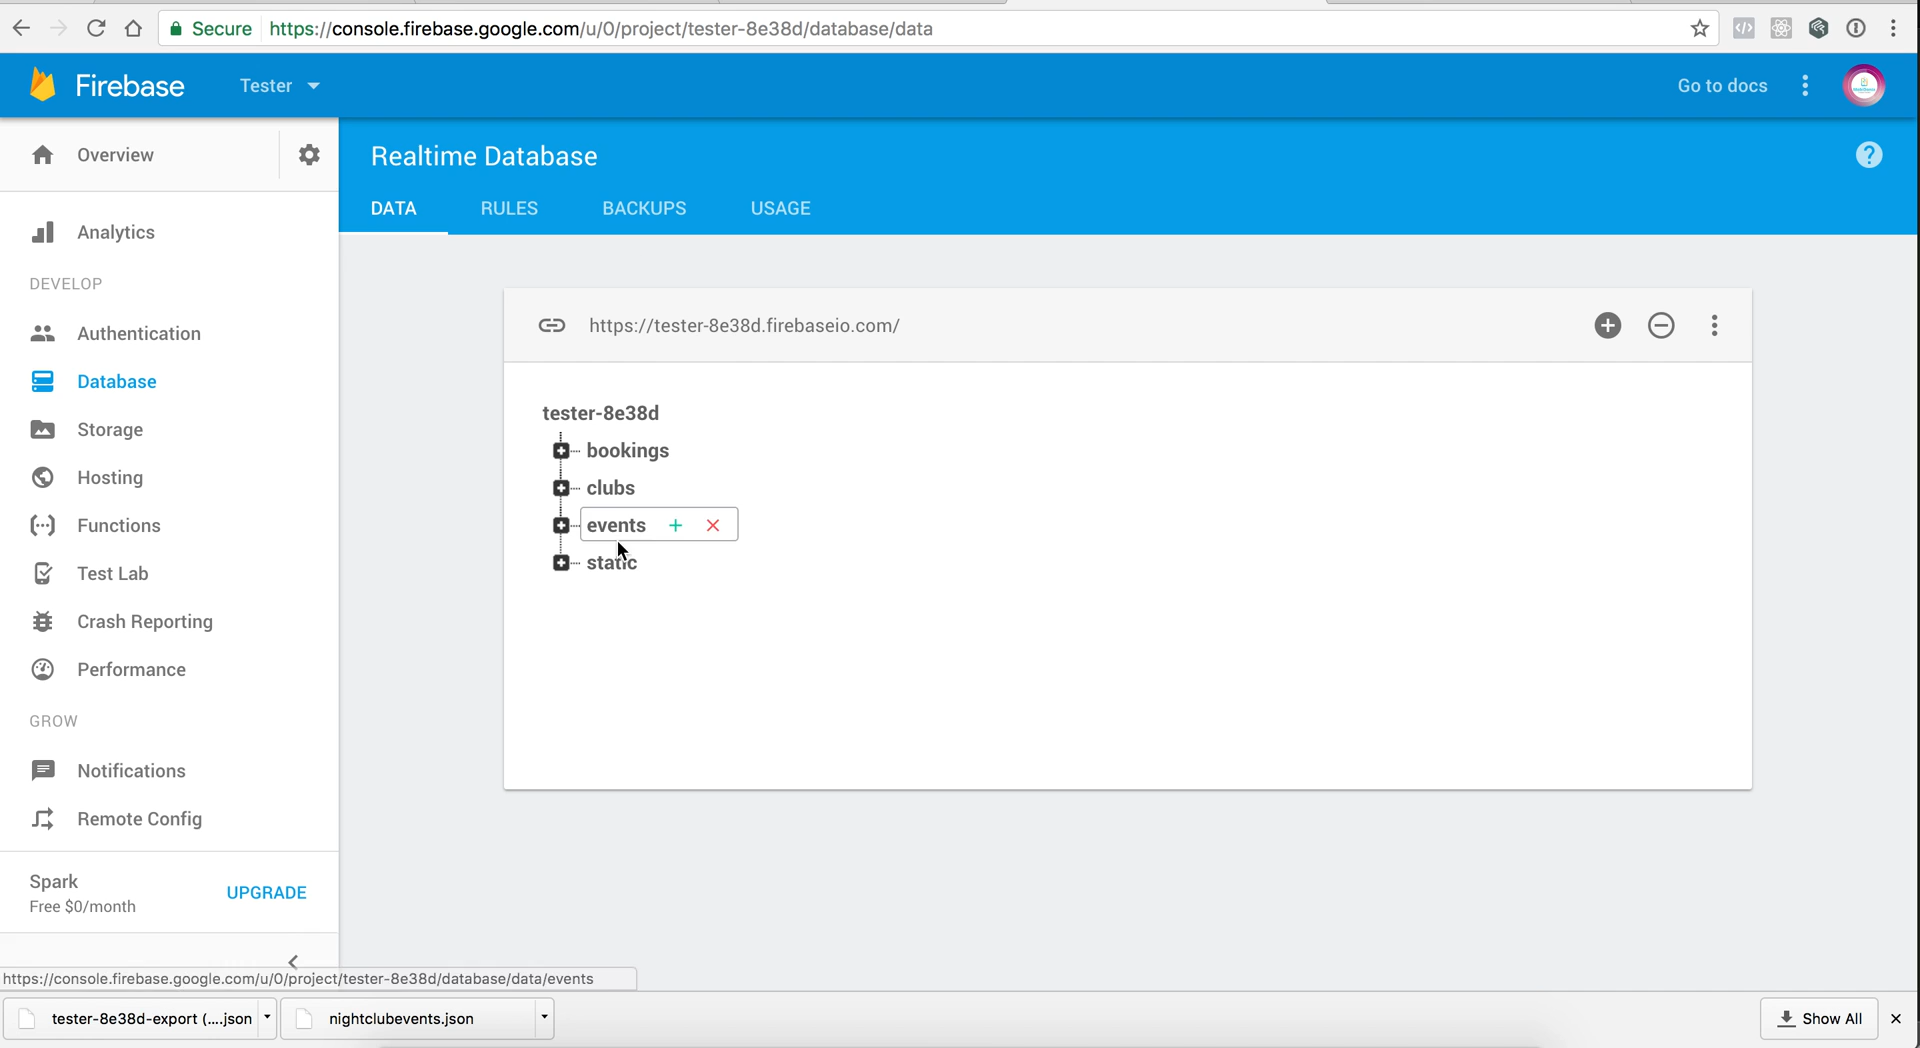 Secure https://console.firebase.google.com/u/0/project/tester-8e38d/database/data
Firebase Tester Go to docs
Overview
Analytics
DEVELOP
Authentication
Database
Storage
Hosting
Functions
Test Lab
Crash Reporting
Performance
GROW
Notifications
Remote Config
Spark
Free $0/month
UPGRADE
Realtime Database
DATA RULES BACKUPS USAGE
https://tester-8e38d.firebaseio.com/
tester-8e38d
bookings
clubs
events
static
https://console.firebase.google.com/u/0/project/tester-8e38d/database/data/events
tester-8e38d-export (....json nightclubevents.json Show All